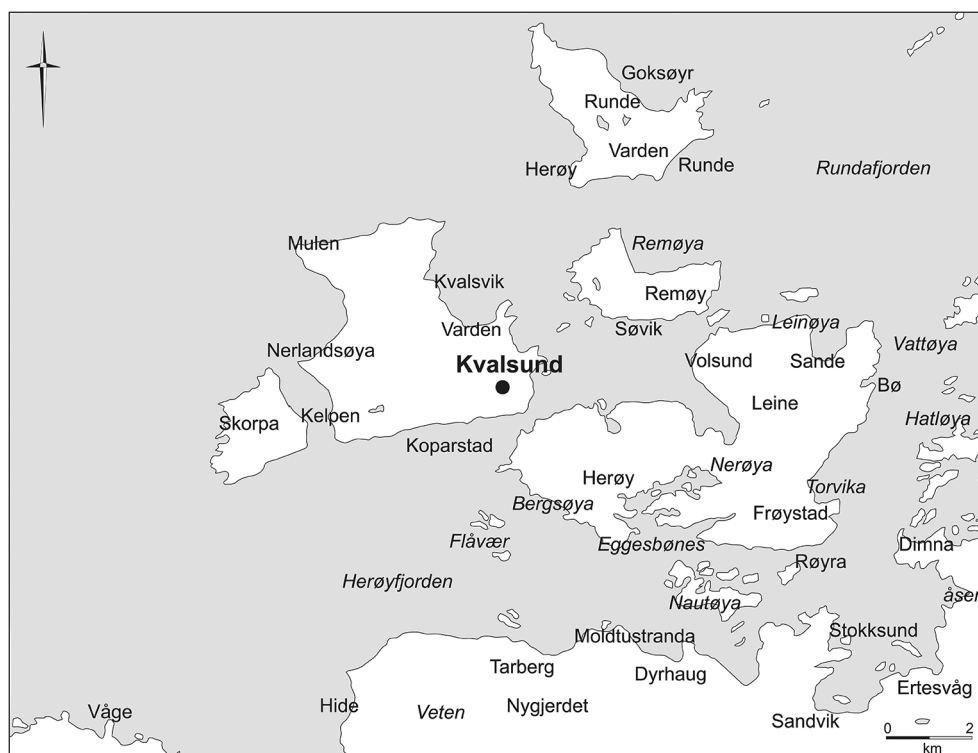 Goksøyr
Runde
Varden
Herøy
Runde
Rundafjorden
Mulen
Remøya
Kvalsvik
Remøy
Varden
Søvik
Leinøya
Vattøya
Nerlandsøya
Kvalsund
Volsund
Sande
Bø
Leine
Skorpa
Kelpen
Hatløya
Koparstad
Nerøya
Herøy
Torvika
Bergsøya
Frøystad
Flåvær
Eggesbønes
Dimna
Røyra
Herøyfjorden
åsen
Nautøya
Moldtustranda
Stokksund
Tarberg
Dyrhaug
Ertesvåg
Hide
Veten
Nygjerdet
Våge
Sandvik
0 2
km